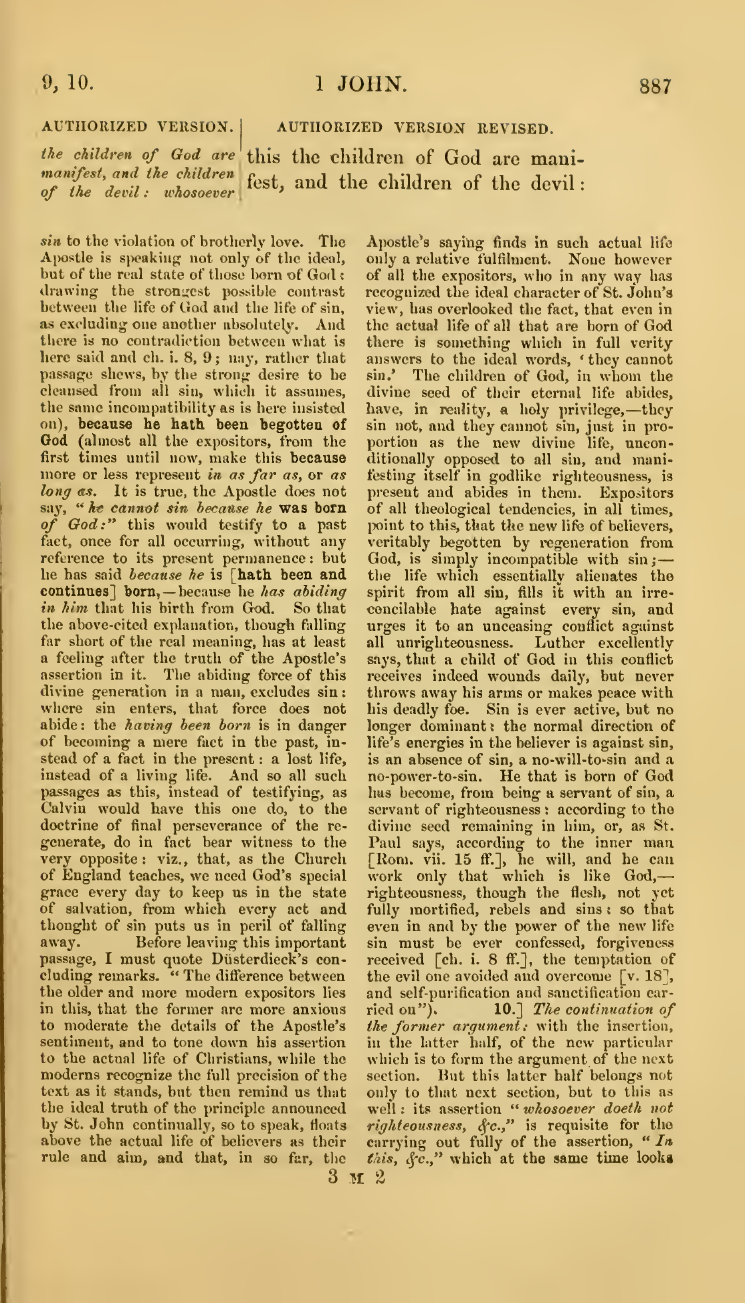 9, 10.
1 JOHN.
887
AUTHORIZED VERSION.
the children of God are
manifest, and the children
of the devil: whosoever
AUTHORIZED VERSION REVISED.
this the children of God are mani-
fest, and the children of the devil:
sin to the violation of brotherly love. The
Apostle is speaking not only of the ideal,
but of the real state of those born of God:
drawing the strongest possible contrast
between the life of God and the life of sin,
as excluding one another absolutely. And
there is no contradiction between what is
here said and ch. i. 8, 9; nay, rather that
passage shews, by the strong desire to be
cleansed from all sin, which it assumes,
the same incompatibility as is here insisted
on), because he hath been begotten of
God (almost all the expositors, from the
first times until now, make this because
more or less represent in as far as, or as
long as. It is true, the Apostle does not
say, “he cannot sin because he was born
of God:” this would testify to a past
fact, once for all occurring, without any
reference to its present permanence: but
he has said because he is [hath been and
continues] born,—because he has abiding
in him that his birth from God. So that
the above-cited explanation, though falling
far short of the real meaning, has at least
a feeling after the truth of the Apostle's
assertion in it. The abiding force of this
divine generation in a man, excludes sin:
where sin enters, that force does not
abide: the having been born is in danger
of becoming a mere fact in the past, in-
stead of a fact in the present: a lost life,
instead of a living life. And so all such
passages as this, instead of testifying, as
Calvin would have this one do, to the
doctrine of final perseverance of the re-
generate, do in fact bear witness to the
very opposite: viz., that, as the Church
of England teaches, we need God's special
grace every day to keep us in the state
of salvation, from which every act and
thought of sin puts us in peril of falling
away. Before leaving this important
passage, I must quote Düsterdieck's con-
cluding remarks. “The difference between
the older and more modern expositors lies
in this, that the former are more anxious
to moderate the details of the Apostle's
sentiment, and to tone down his assertion
to the actual life of Christians, while the
moderns recognize the full precision of the
text as it stands, but then remind us that
the ideal truth of the principle announced
by St. John continually, so to speak, floats
above the actual life of believers as their
rule and aim, and that, in so far, the
Apostle's saying finds in such actual life
only a relative fulfilment. None however
of all the expositors, who in any way has
recognized the ideal character of St. John's
view, has overlooked the fact, that even in
the actual life of all that are born of God
there is something which in full verity
answers to the ideal words, ‘they cannot
sin.’ The children of God, in whom the
divine seed of their eternal life abides,
have, in reality, a holy privilege,—they
sin not, and they cannot sin, just in pro-
portion as the new divine life, uncon-
ditionally opposed to all sin, and mani-
festing itself in godlike righteousness, is
present and abides in them. Expositors
of all theological tendencies, in all times,
point to this, that the new life of believers,
veritably begotten by regeneration from
God, is simply incompatible with sin;—
the life which essentially alienates the
spirit from all sin, fills it with an irre-
concilable hate against every sin, and
urges it to an unceasing conflict against
all unrighteousness. Luther excellently
says, that a child of God in this conflict
receives indeed wounds daily, but never
throws away his arms or makes peace with
his deadly foe. Sin is ever active, but no
longer dominant: the normal direction of
life's energies in the believer is against sin,
is an absence of sin, a no-will-to-sin and a
no-power-to-sin. He that is born of God
has become, from being a servant of sin, a
servant of righteousness: according to the
divine seed remaining in him, or, as St.
Paul says, according to the inner man
[Rom. vii. 15 ff.], he will, and he can
work only that which is like God,—
righteousness, though the flesh, not yet
fully mortified, rebels and sins: so that
even in and by the power of the new life
sin must be ever confessed, forgiveness
received [ch. i. 8 ff.], the temptation of
the evil one avoided and overcome [v. 18],
and self-purification and sanctification car-
ried on”). 10.] The continuation of
the former argument: with the insertion,
in the latter half, of the new particular
which is to form the argument of the next
section. But this latter half belongs not
only to that next section, but to this as
well: its assertion “whosoever doeth not
righteousness, &c.,” is requisite for the
carrying out fully of the assertion, “In
this, &c.,” which at the same time looks
3 M 2